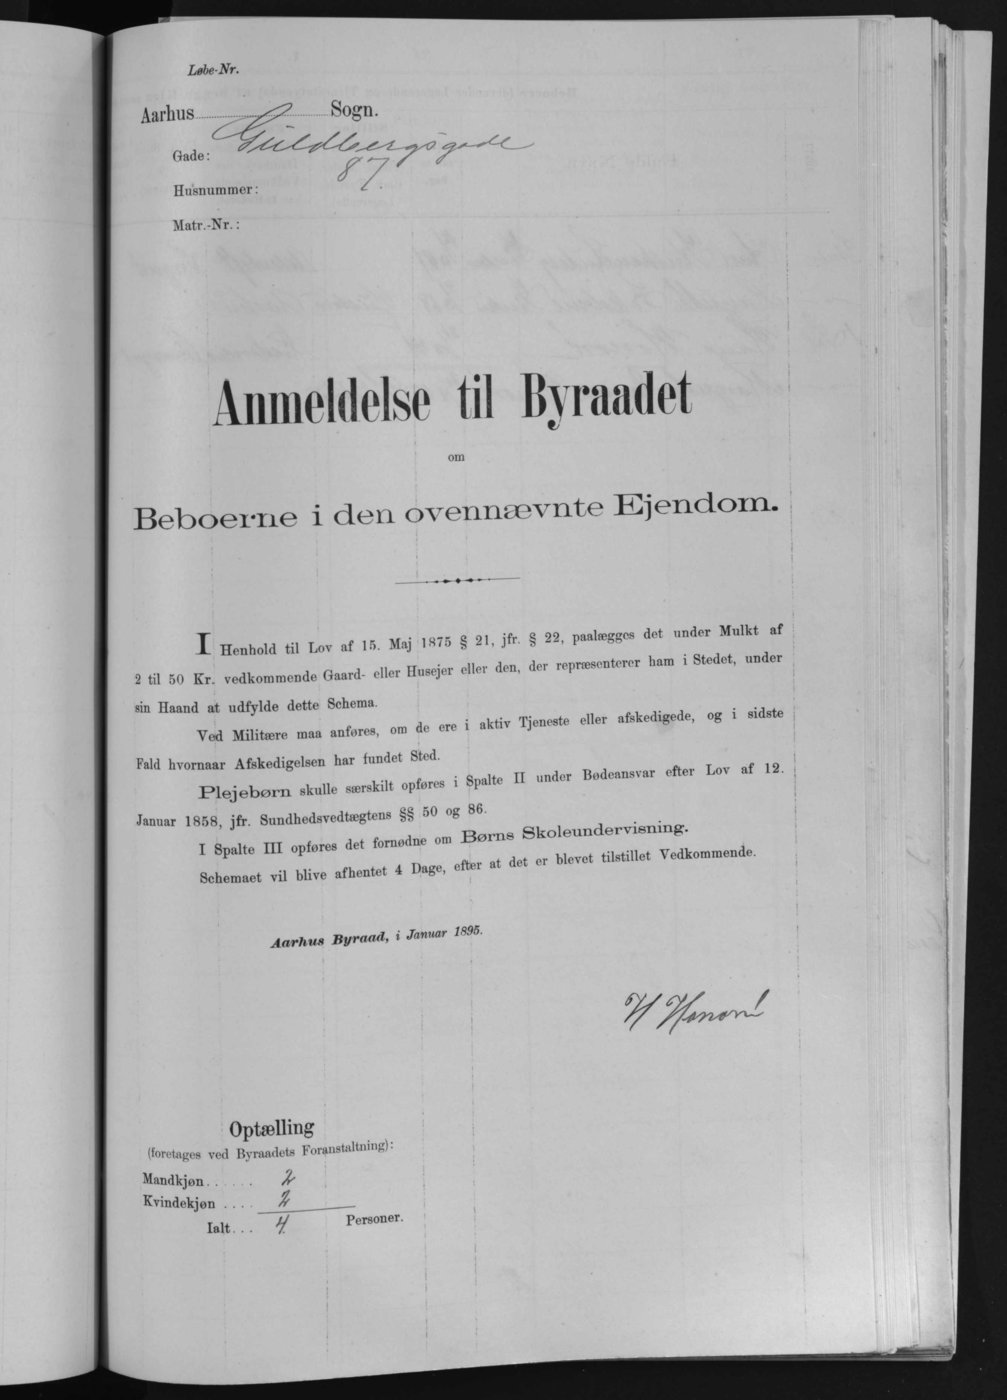 Løbe-Nr.
Aarhus Sogn.
Gade: Guldbergsgade
87.
Husnummer:
Matr.-Nr.:
Anmeldelse til Byraadet
om
Beboerne i den ovennævnte Ejendom.
I Henhold til Lov af 15. Maj 1875 § 21, jfr. § 22, paalægges det under Mulkt af
2 til 50 Kr. vedkommende Gaard- eller Husejer eller den, der repræsenterer ham i Stedet, under
sin Haand at udfylde dette Schema.
Ved Militære maa anføres, om de ere i aktiv Tjeneste eller afskedigede, og i sidste
Fald hvornaar Afskedigelsen har fundet Sted.
Plejebørn skulle særskilt opføres i Spalte II under Bødeansvar efter Lov af 12.
Januar 1858, jfr. Sundhedsvedtægtens §§ 50 og 86.
I Spalte III opføres det fornødne om Børns Skoleundervisning.
Schemaet vil blive afhentet 4 Dage, efter at det er blevet tilstillet Vedkommende.
Aarhus Byraad, i Januar 1895.
H Honoré
Optælling
(foretages ved Byraadets Foranstaltning):
Mandkjøn...... 2
Kvindekjøn .... 2
Ialt... 4 Personer.